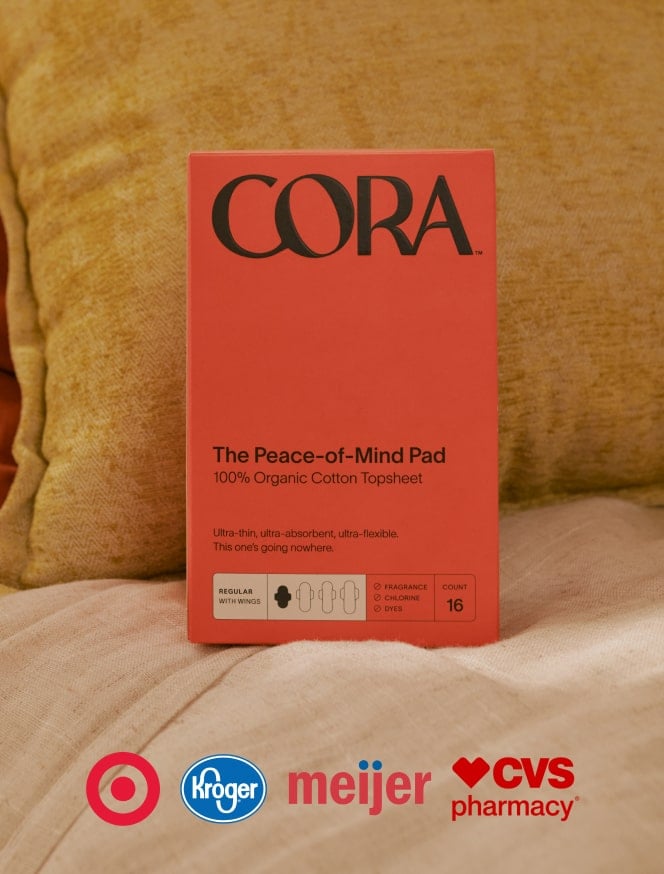 CORA™
The Peace-of-Mind Pad
100% Organic Cotton Topsheet
Ultra-thin, ultra-absorbent, ultra-flexible.
This one's going nowhere.
REGULAR
WITH WINGS
FRAGRANCE
CHLORINE
DYES
COUNT
16
Kroger
meijer
CVS
pharmacy®